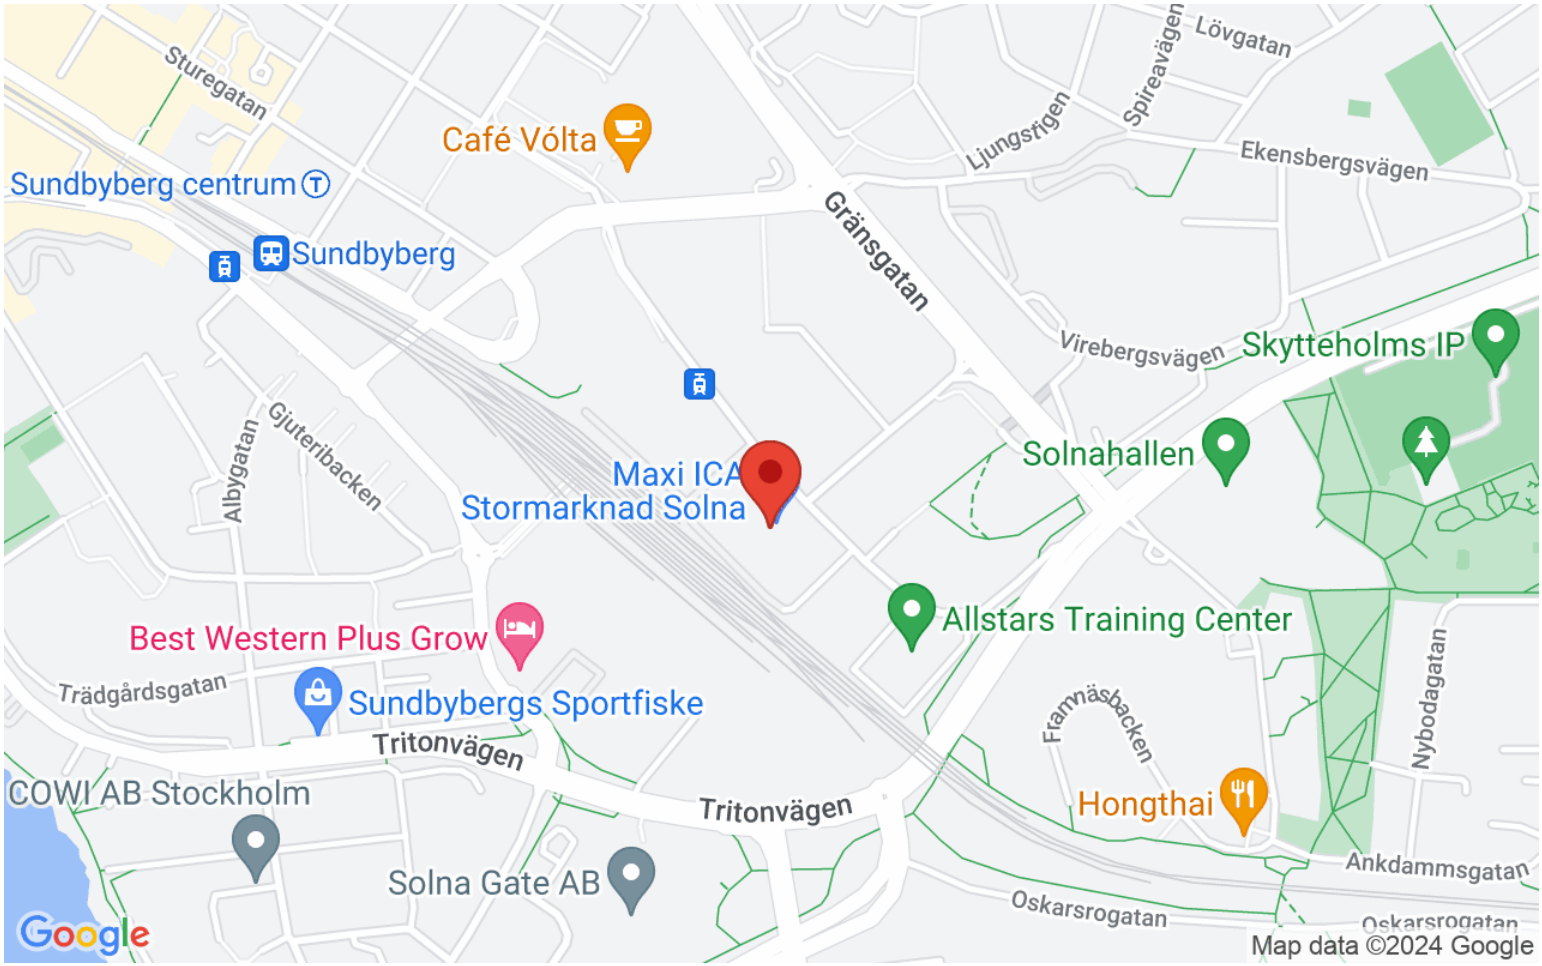 Lövgatan
Spireavägen
Sturegatan
Ljungstigen
Café Vólta
Ekensbergsvägen
Sundbyberg centrum T
Gränsgatan
Sundbyberg
Virebergsvägen
Skytteholms IP
Albygatan
Gjuteribacken
Solnahallen
Maxi ICA
Stormarknad Solna
Allstars Training Center
Best Western Plus Grow
Trädgårdsgatan
Sundbybergs Sportfiske
Framnäsbacken
Nybodagatan
Tritonvägen
COWI AB Stockholm
Tritonvägen
Hongthai
Ankdammsgatan
Solna Gate AB
Oskarsrogatan
Oskarsrogatan
Google
Map data ©2024 Google